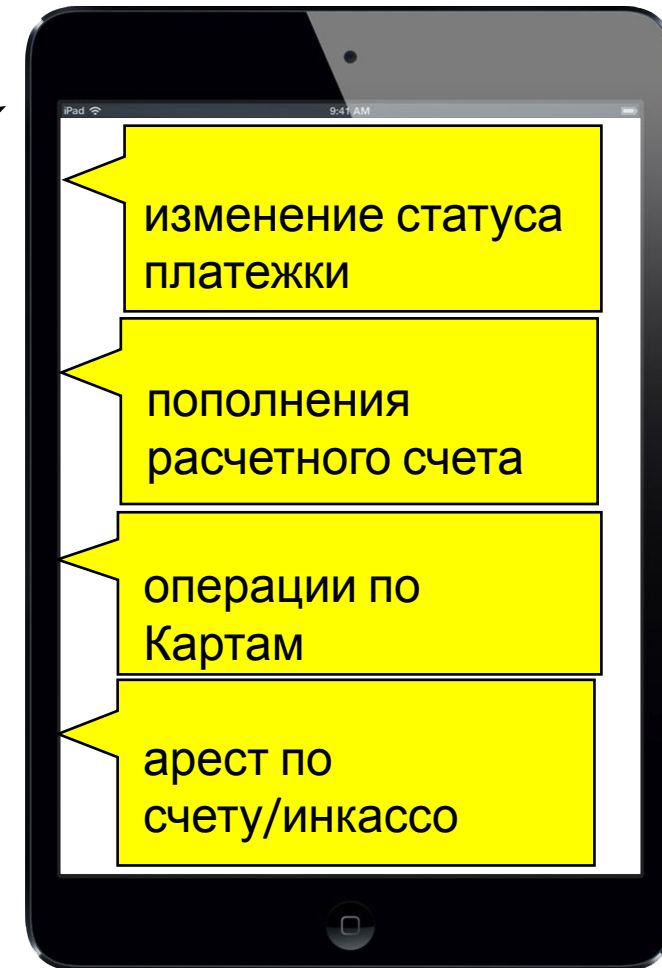 iPad 9:41 AM
изменение статуса
платежки
пополнения
расчетного счета
операции по
Картам
арест по
счету/инкассо